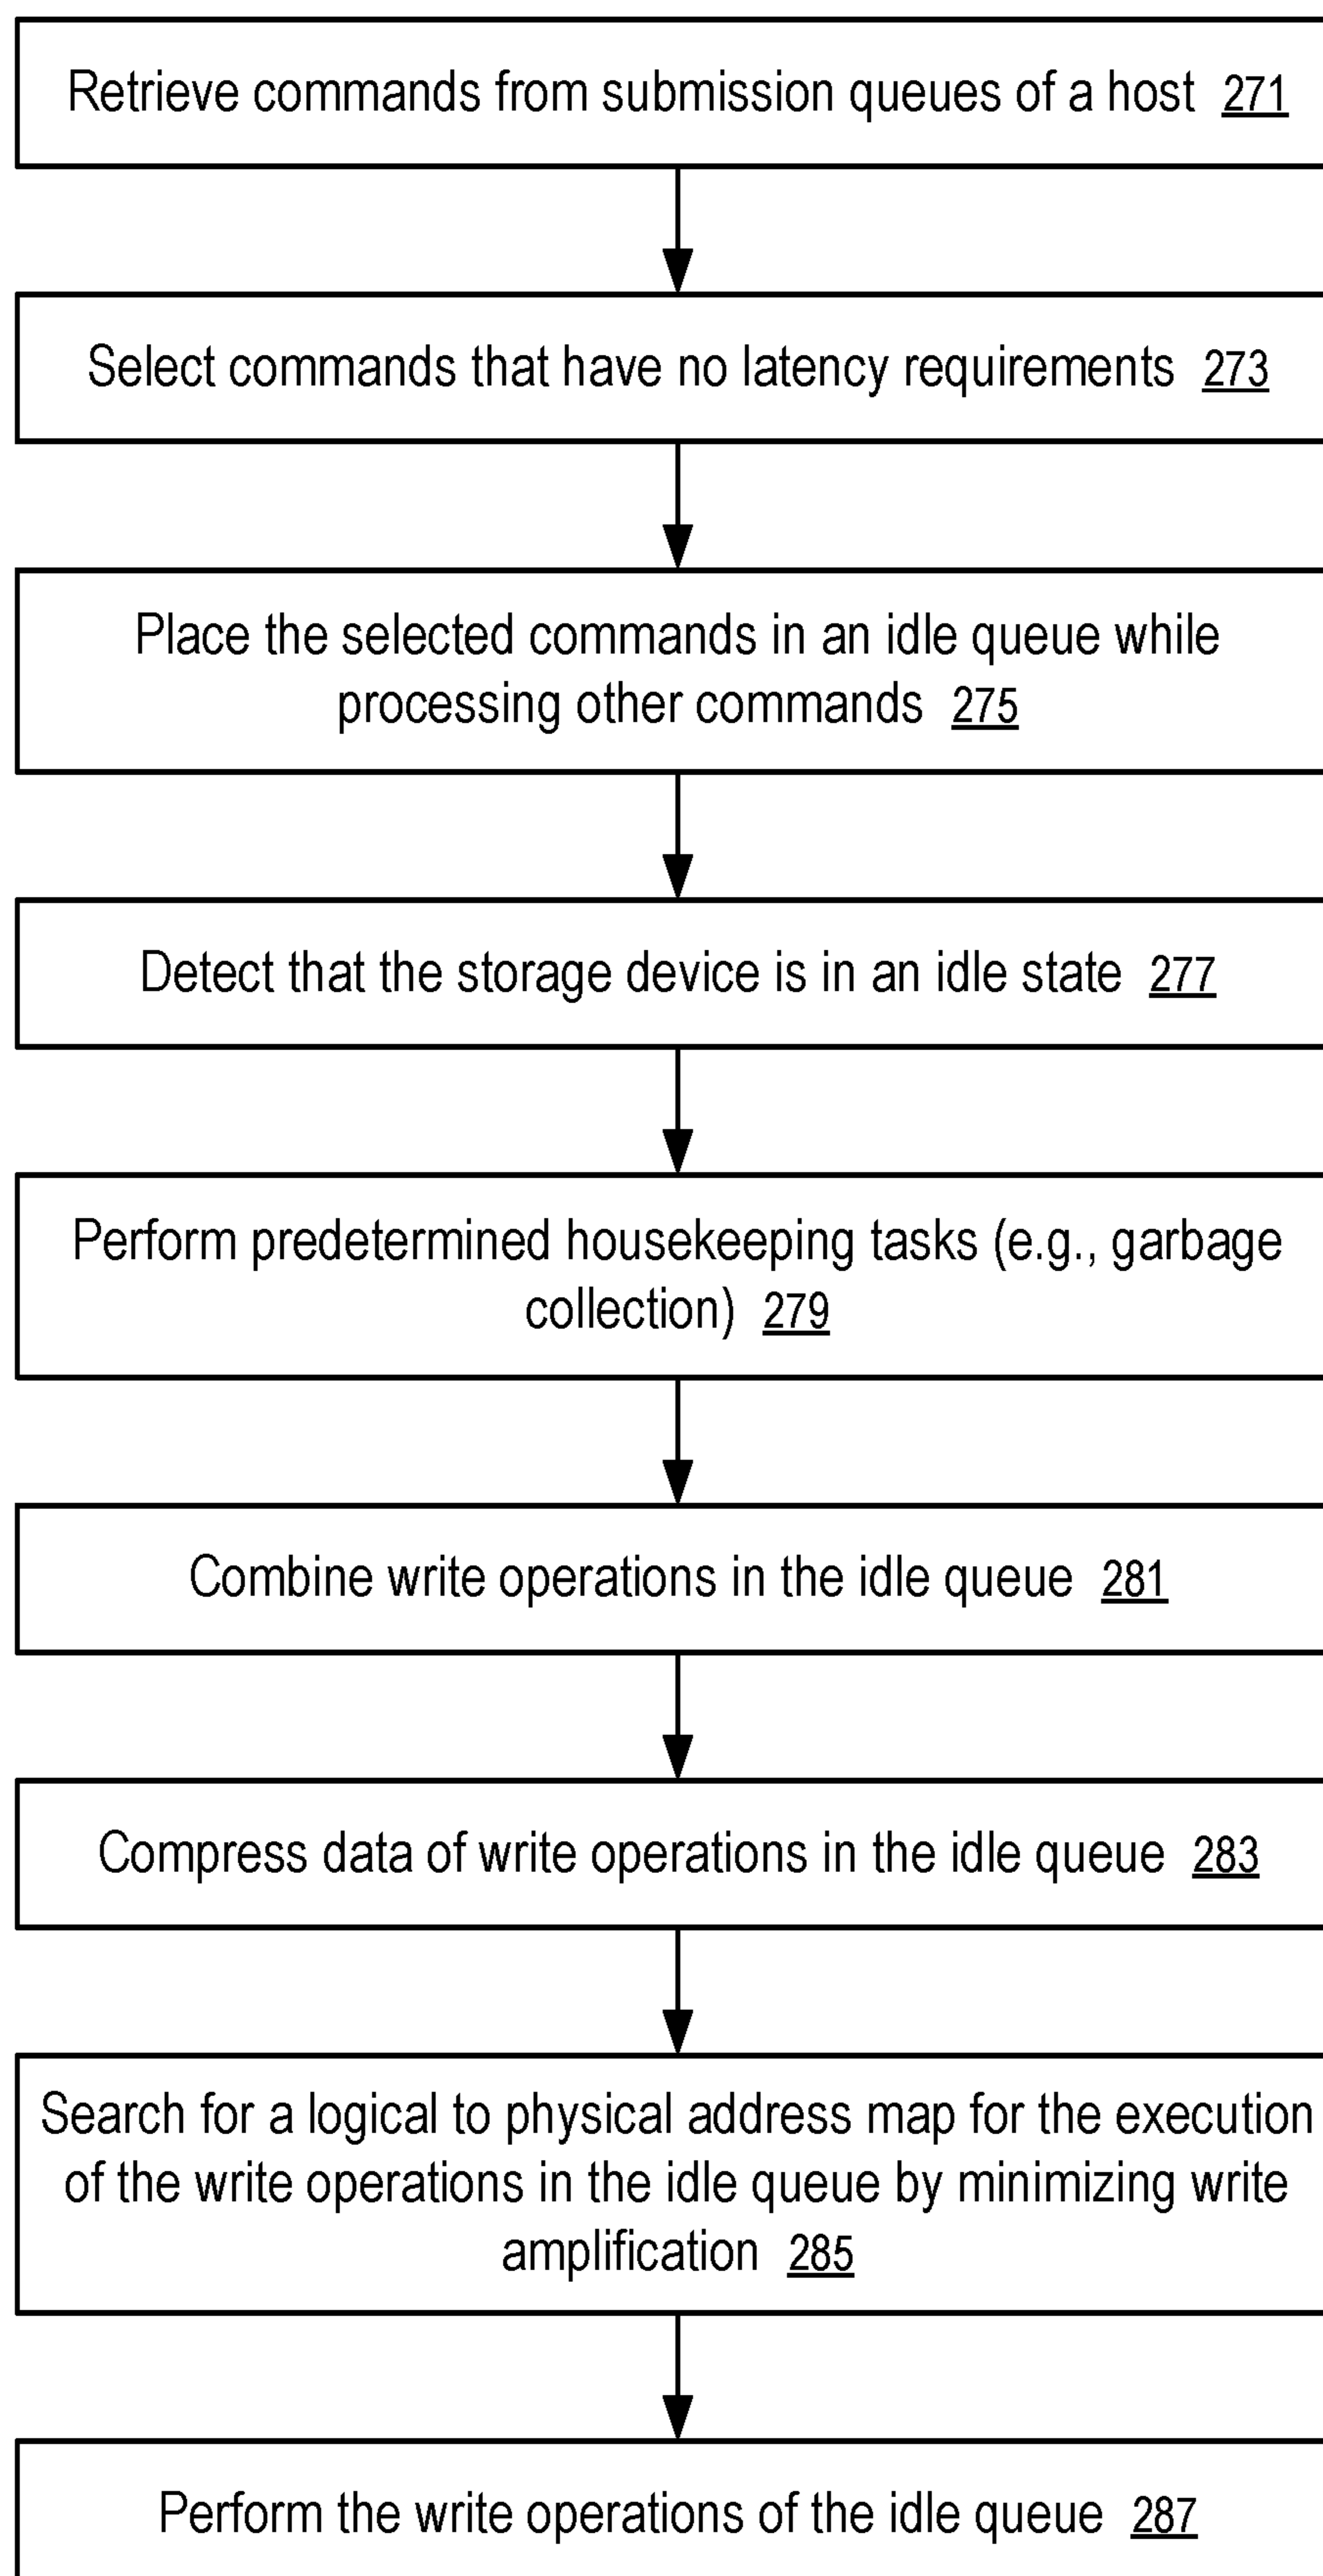 Retrieve commands from submission queues of a host 271
Select commands that have no latency requirements 273
Place the selected commands in an idle queue while
processing other commands 275
Detect that the storage device is in an idle state 277
Perform predetermined housekeeping tasks (e.g., garbage
collection) 279
Combine write operations in the idle queue 281
Compress data of write operations in the idle queue 283
Search for a logical to physical address map for the execution
of the write operations in the idle queue by minimizing write
amplification 285
Perform the write operations of the idle queue 287